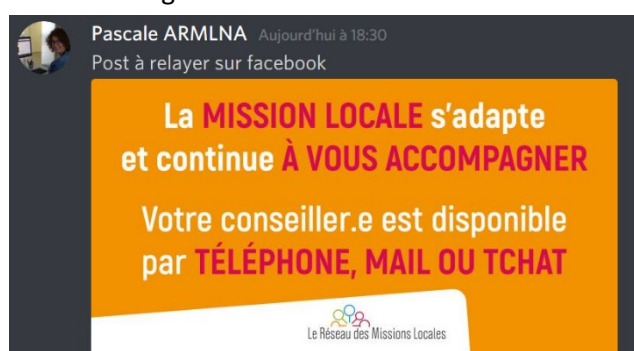 Pascale ARMLNA Aujourd'hui à 18:30
Post à relayer sur facebook
La MISSION LOCALE s'adapte
et continue À VOUS ACCOMPAGNER
Votre conseiller.e est disponible
par TÉLÉPHONE, MAIL OU TCHAT
Le Réseau des Missions Locales